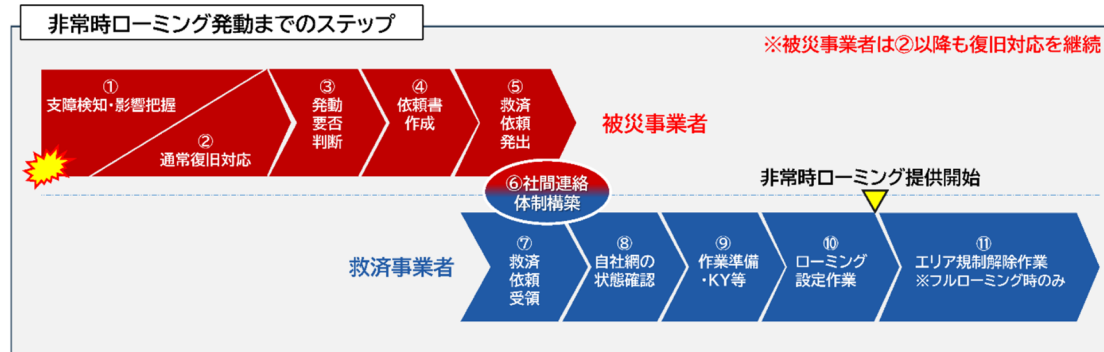 非常時ローミング発動までのステップ
※被災事業者は②以降も復旧対応を継続
①
支障検知・影響把握
②
通常復旧対応
③
発動
要否
判断
④
依頼書
作成
⑤
救済
依頼
発出
被災事業者
⑥社間連絡
体制構築
非常時ローミング提供開始
救済事業者
⑦
救済
依頼
受領
⑧
自社網の
状態確認
⑨
作業準備
・KY等
⑩
ローミング
設定作業
⑪
エリア規制解除作業
※フルローミング時のみ